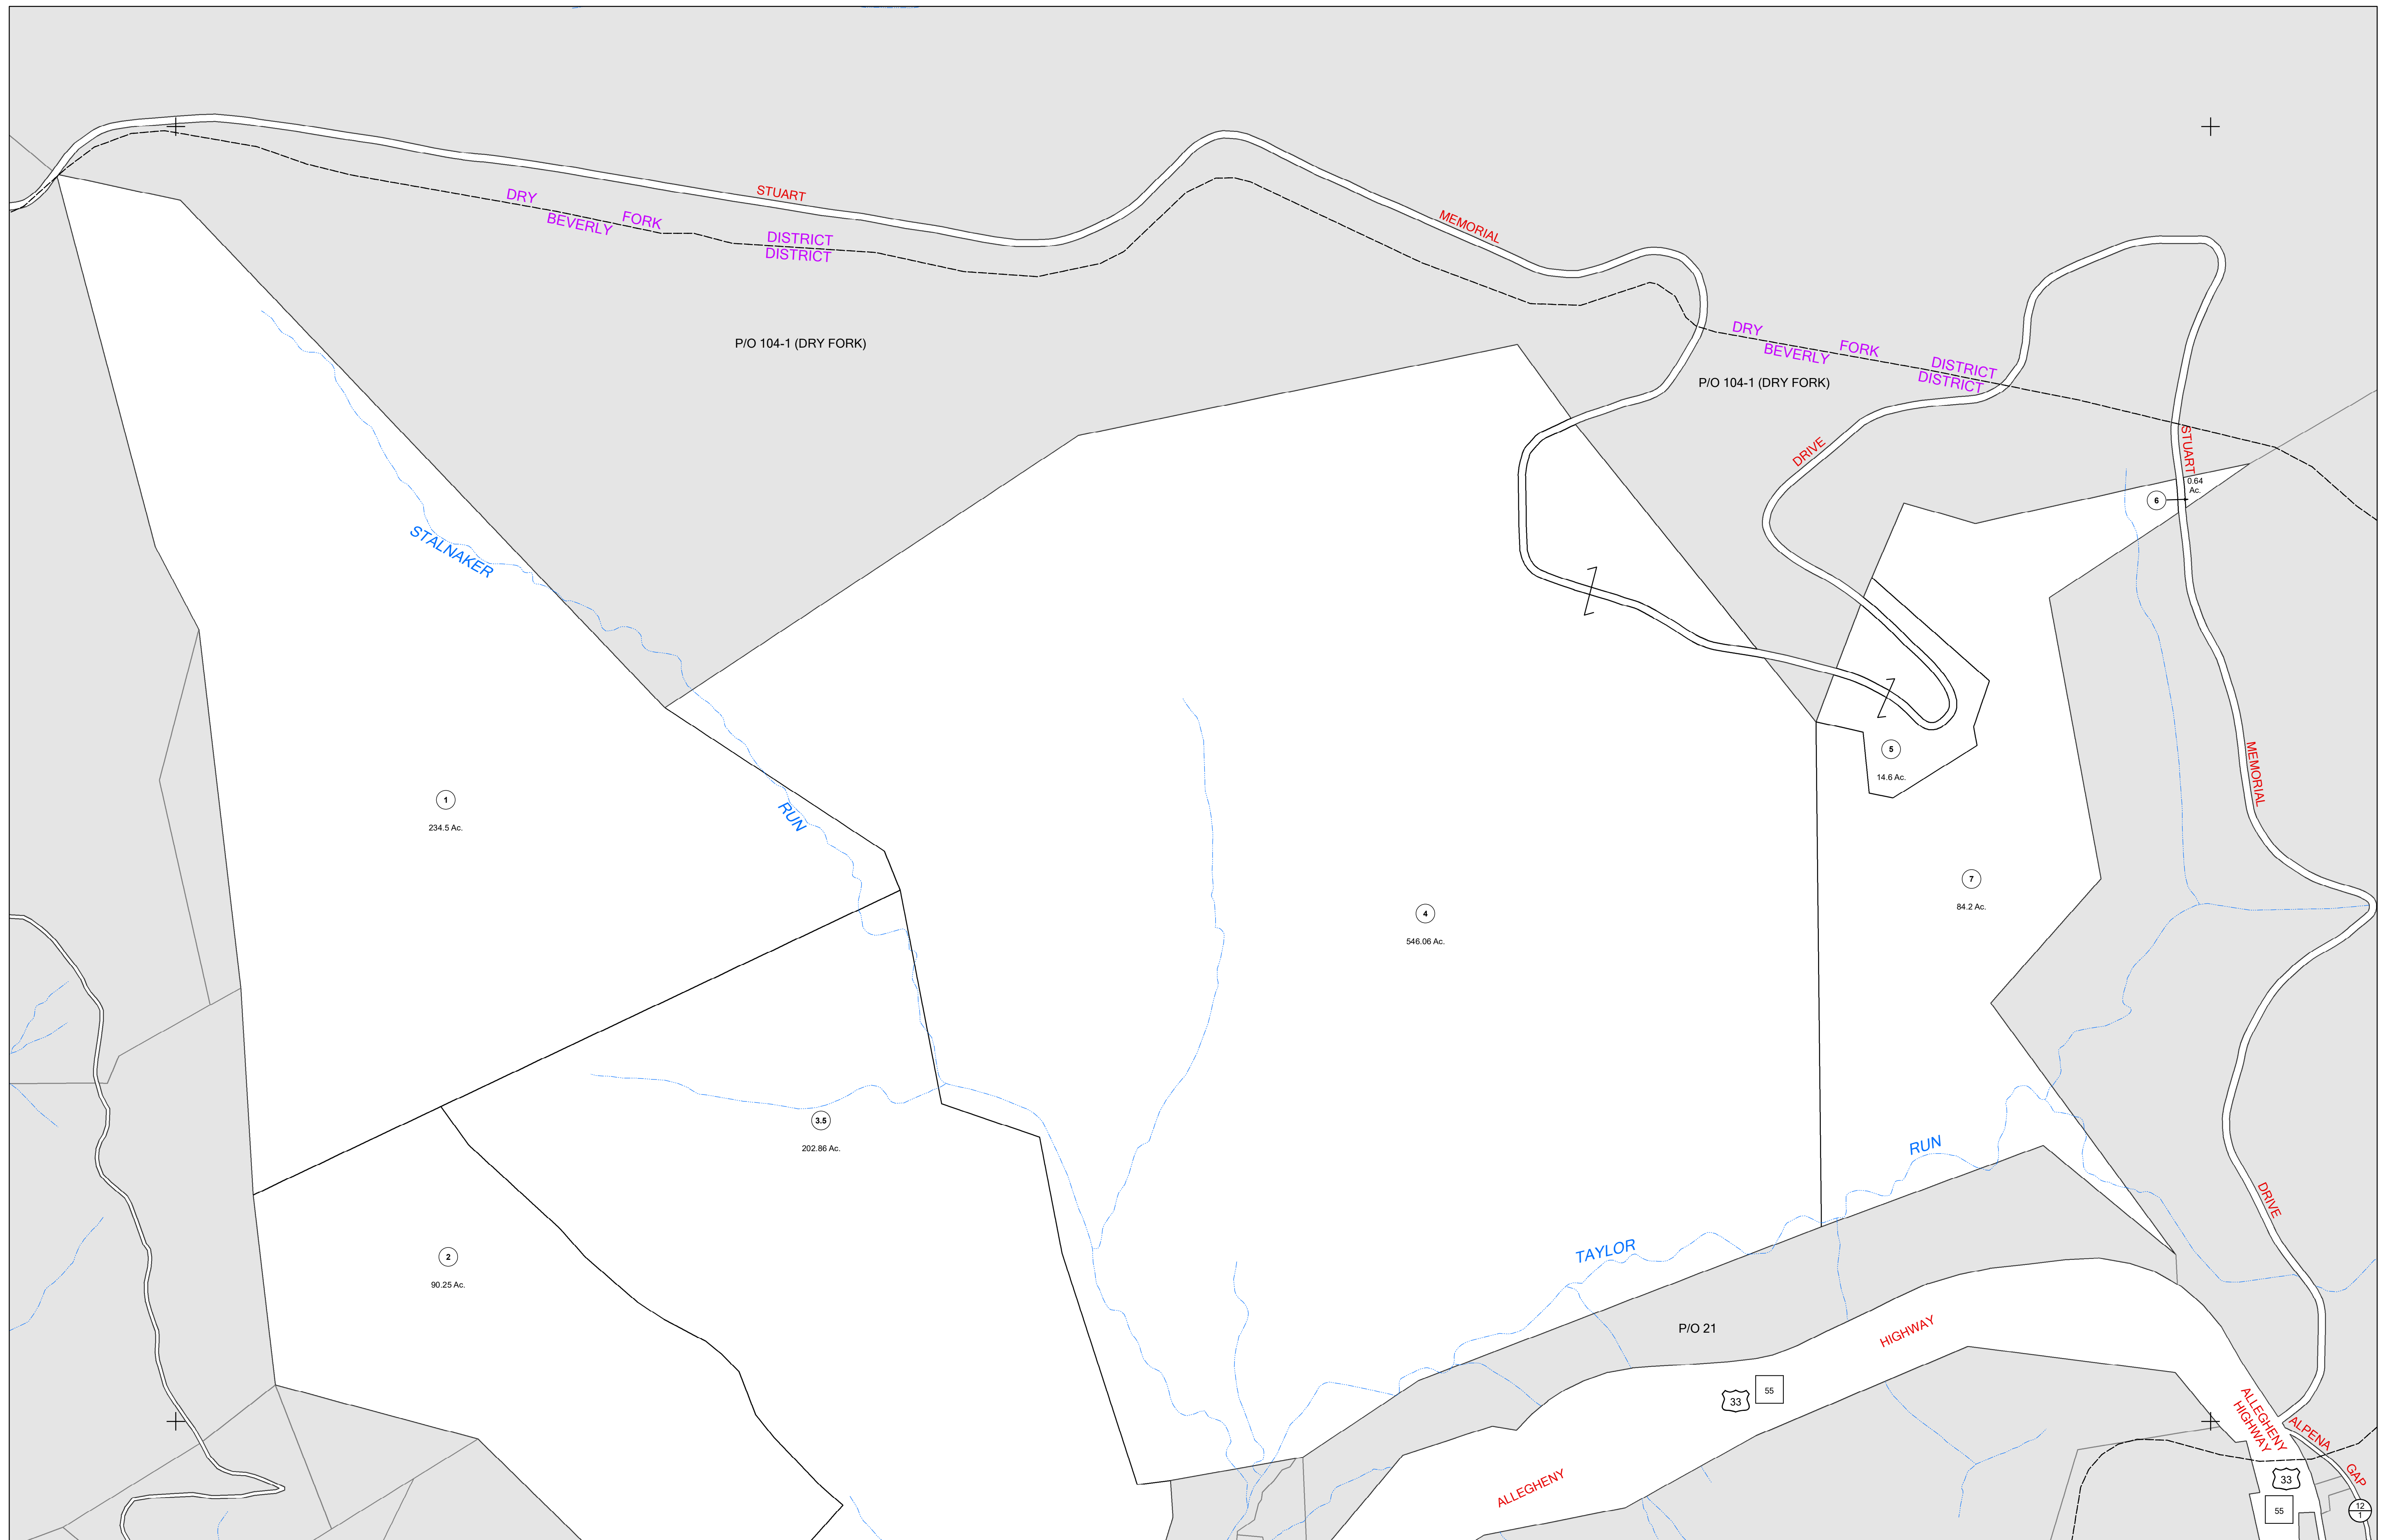 DRY
FORK
BEVERLY
STUART
DISTRICT
DISTRICT
MEMORIAL
P/O 104-1 (DRY FORK)
DRY
FORK
BEVERLY
DISTRICT
DISTRICT
P/O 104-1 (DRY FORK)
DRIVE
STUART
0.64
Ac.
6
STALNAKER
RUN
MEMORIAL
5
14.6 Ac.
1
234.5 Ac.
4
546.06 Ac.
7
84.2 Ac.
3.5
202.86 Ac.
RUN
DRIVE
2
90.25 Ac.
TAYLOR
P/O 21
HIGHWAY
33
55
ALLEGHENY
HIGHWAY
ALPENA
GAP
ALLEGHENY
33
55
12
1